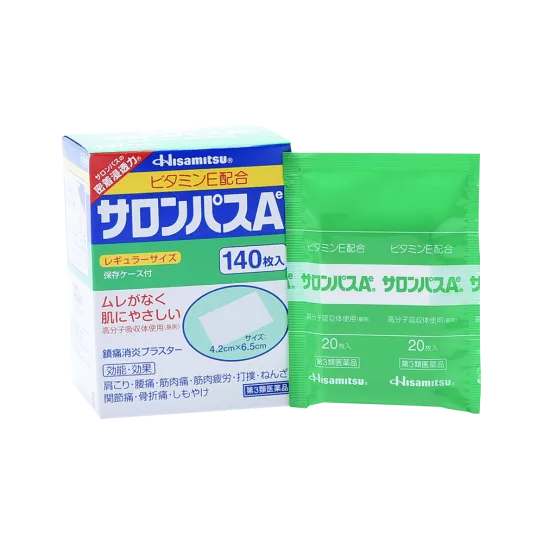 サロンパスの
密着浸透力®
Hisamitsu®
ビタミンE配合
サロンパスAe®
レギュラーサイズ
保存ケース付
140枚入
ムレがなく
肌にやさしい
高分子吸収体使用(基剤)
サイズ:
4.2cm×6.5cm
鎮痛消炎プラスター
効能・効果
肩こり・腰痛・筋肉痛・筋肉疲労・打撲・ねんざ
関節痛・骨折痛・しもやけ
第3類医薬品
ビタミンE配合 ビタミンE配合
サロンパスAe® サロンパスAe®
高分子吸収体使用(基剤) 高分子吸収体使用(基剤)
20枚入 20枚入
第3類医薬品 第3類医薬品
Hisamitsu® Hisamitsu®